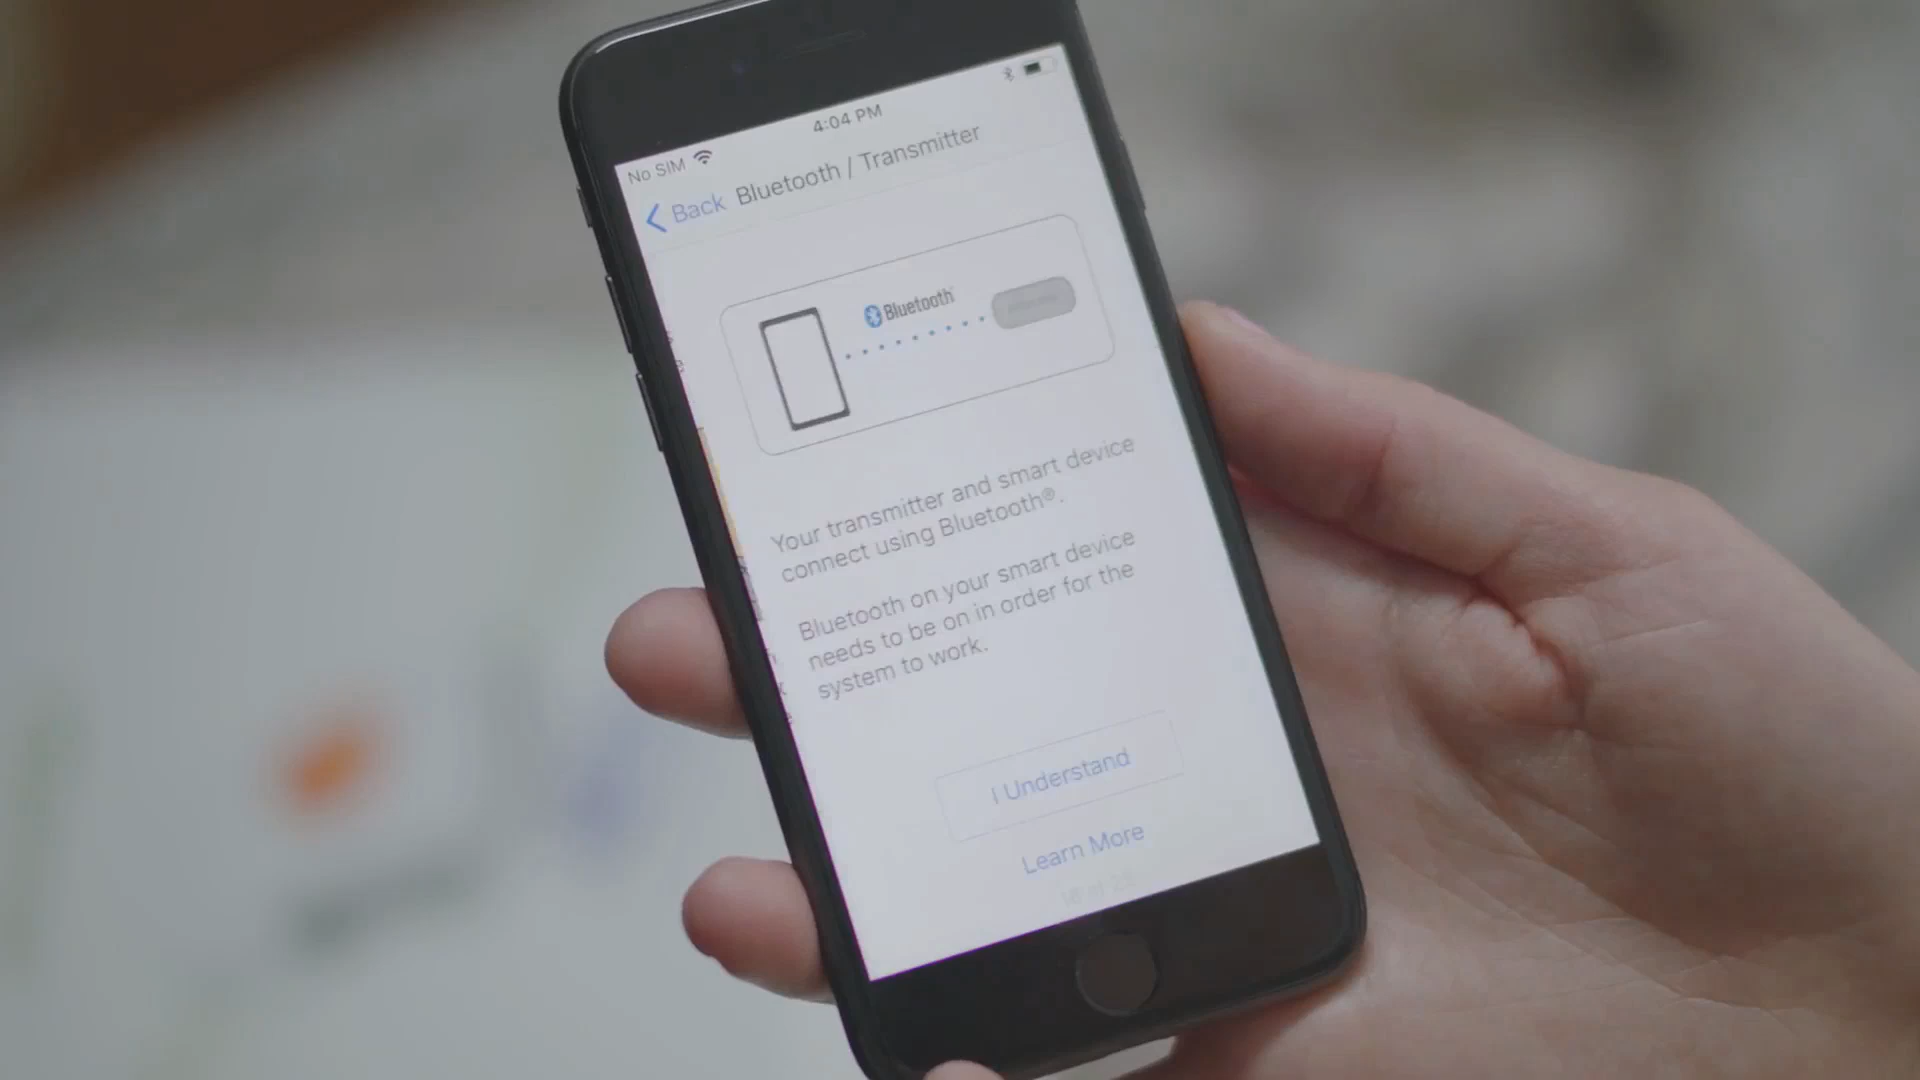 No SIM
4:04 PM
Back
Bluetooth / Transmitter
Bluetooth
Your transmitter and smart device
connect using Bluetooth®.
Bluetooth on your smart device
needs to be on in order for the
system to work.
I Understand
Learn More